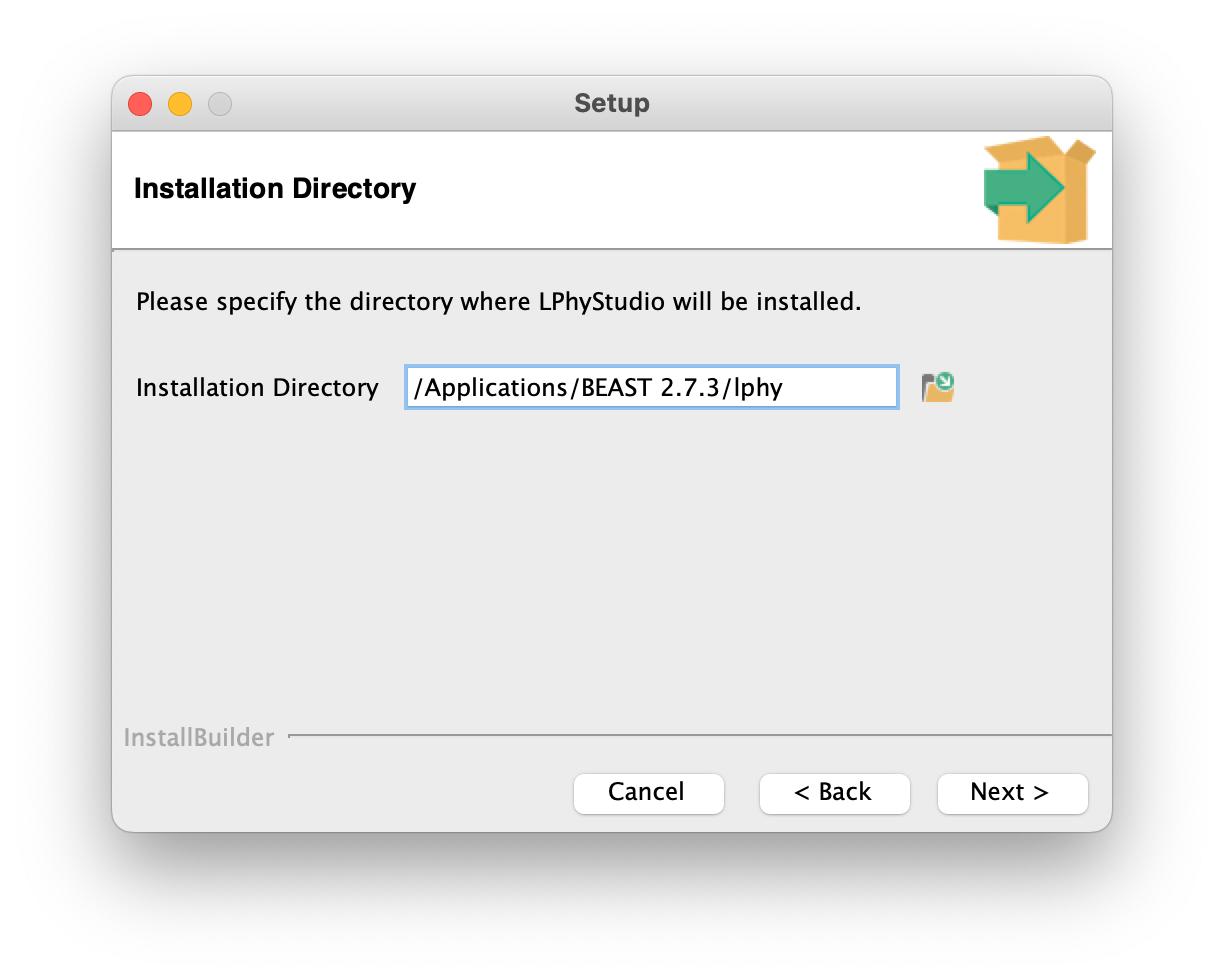 Setup
Installation Directory
Please specify the directory where LPhyStudio will be installed.
Installation Directory /Applications/BEAST 2.7.3/lphy
InstallBuilder
Cancel < Back Next >